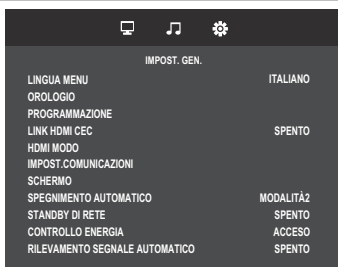 IMPOST. GEN.
LINGUA MENU ITALIANO
OROLOGIO
PROGRAMMAZIONE
LINK HDMI CEC SPENTO
HDMI MODO
IMPOST.COMUNICAZIONI
SCHERMO
SPEGNIMENTO AUTOMATICO MODALITÀ2
STANDBY DI RETE SPENTO
CONTROLLO ENERGIA ACCESO
RILEVAMENTO SEGNALE AUTOMATICO SPENTO